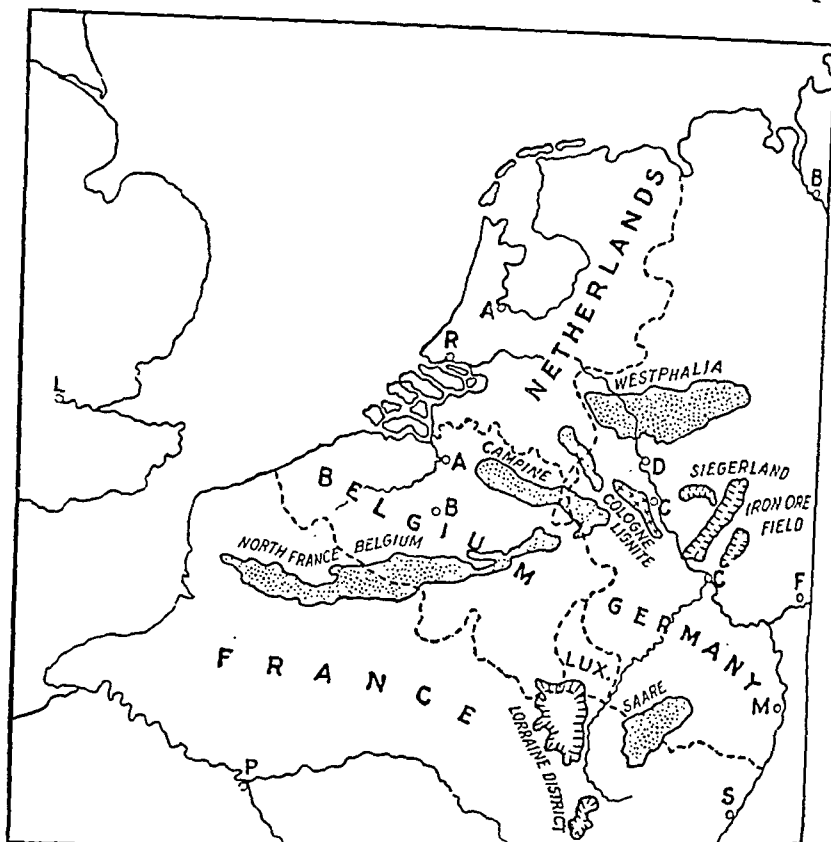 B
NETHERLANDS
A
R
L
WESTPHALIA
A
D
CAMPINE
SIEGERLAND
IRON ORE
FIELD
C
COLOGNE
LIGNITE
BELGIUM
B
NORTH FRANCE BELGIUM
C
F
GERMANY
LUX.
FRANCE
SAARE
M
LORRAINE DISTRICT
P
S